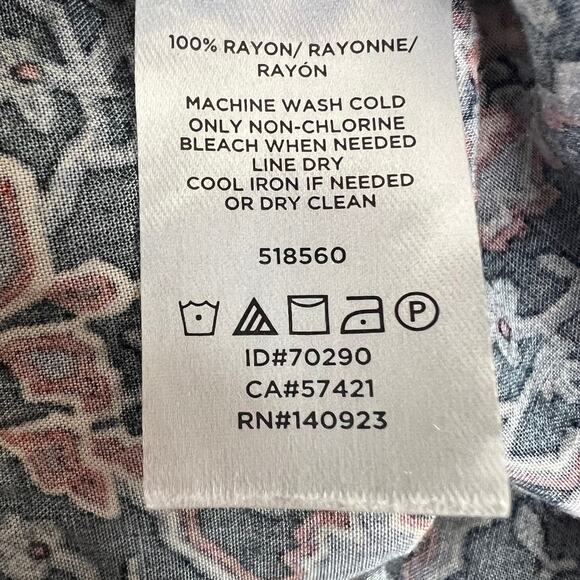 100% RAYON/ RAYONNE/
RAYÓN
MACHINE WASH COLD
ONLY NON-CHLORINE
BLEACH WHEN NEEDED
LINE DRY
COOL IRON IF NEEDED
OR DRY CLEAN
518560
P
ID#70290
CA#57421
RN#140923